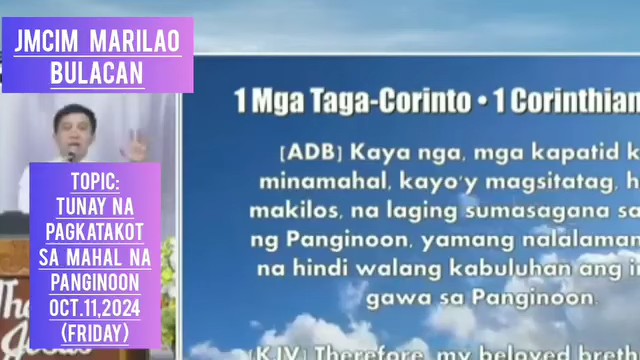 JMCIM MARILAO
BULACAN
TOPIC:
TUNAY NA
PAGKATAKOT
SA MAHAL NA
PANGINOON
OCT.11,2024
(FRIDAY)
1 Mga Taga-Corinto • 1 Corinthian
(ADB) Kaya nga, mga kapatid k
minamahal, kayo'y magsitatag, h
makilos, na laging sumasagana sa
ng Panginoon, yamang nalalaman
na hindi walang kabuluhan ang in
gawa sa Panginoon.
(KJV) Therefore, my beloved breth